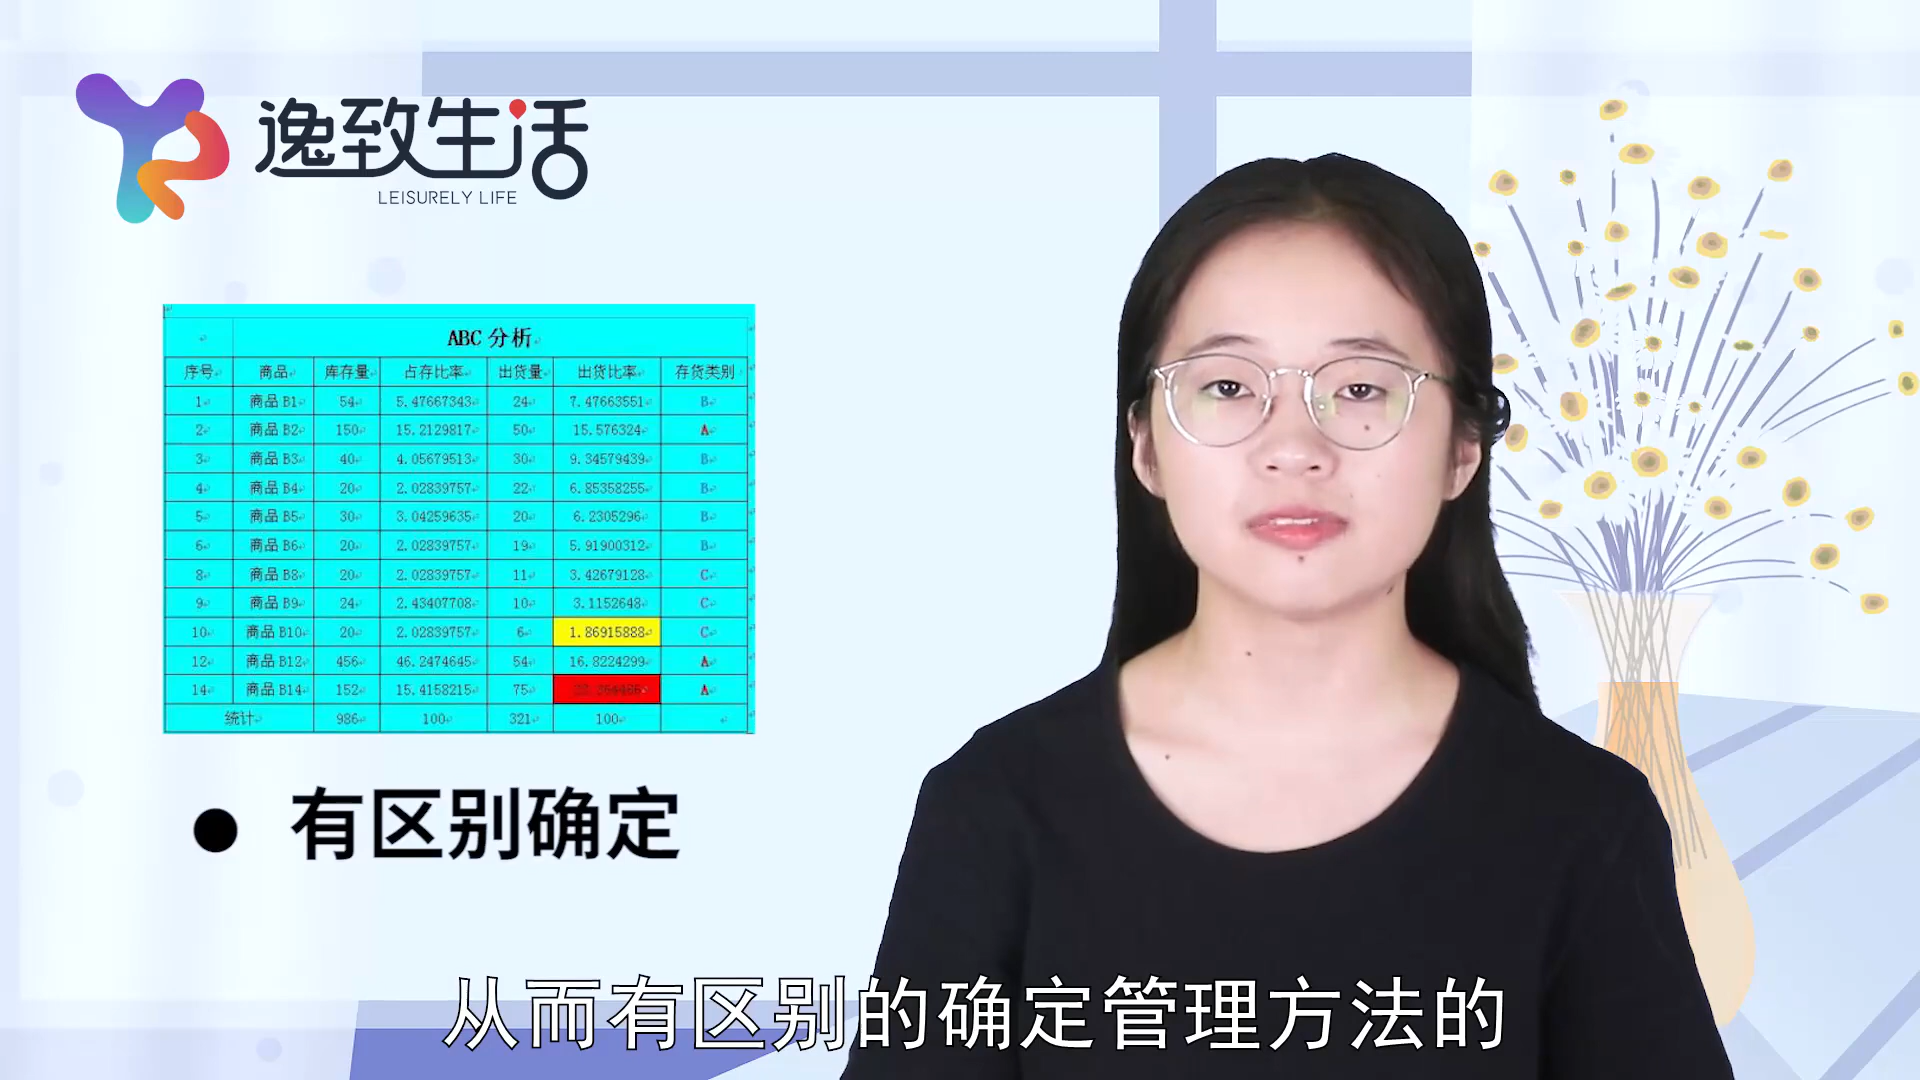 逸致生活
LEISURELY LIFE
ABC 分析
序号 商品 库存量 占存比率 出货量 出货比率 存货类别
1 商品 B1 54 5.47667343 24 7.47663551 B
2 商品 B2 150 15.2129817 50 15.576324 A
3 商品 B3 40 4.05679513 30 9.34579439 B
4 商品 B4 20 2.02839757 22 6.85358255 B
5 商品 B5 30 3.04259635 20 6.2305296 B
6 商品 B6 20 2.02839757 19 5.91900312 B
8 商品 B8 20 2.02839757 11 3.42679128 C
9 商品 B9 24 2.43407708 10 3.1152648 C
10 商品 B10 20 2.02839757 6 1.86915888 C
12 商品 B12 456 46.2474645 54 16.8224299 A
14 商品 B14 152 15.4158215 75 A
统计 986 100 321 100
● 有区别确定
从而有区别的确定管理方法的